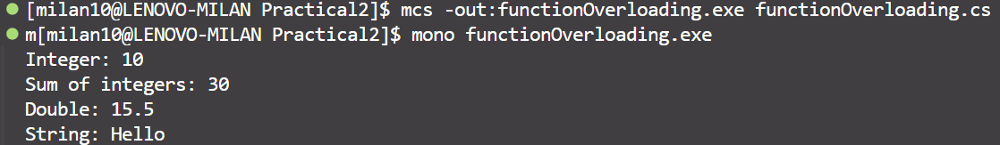 [milan10@LENOVO-MILAN Practical2]$ mcs -out:functionOverloading.exe functionOverloading.cs
m[milan10@LENOVO-MILAN Practical2]$ mono functionOverloading.exe
Integer: 10
Sum of integers: 30
Double: 15.5
String: Hello